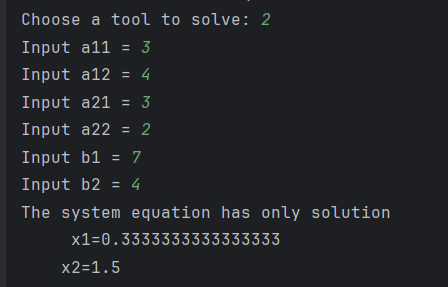 Choose a tool to solve: 2
Input a11 = 3
Input a12 = 4
Input a21 = 3
Input a22 = 2
Input b1 = 7
Input b2 = 4
The system equation has only solution
x1=0.3333333333333333
x2=1.5